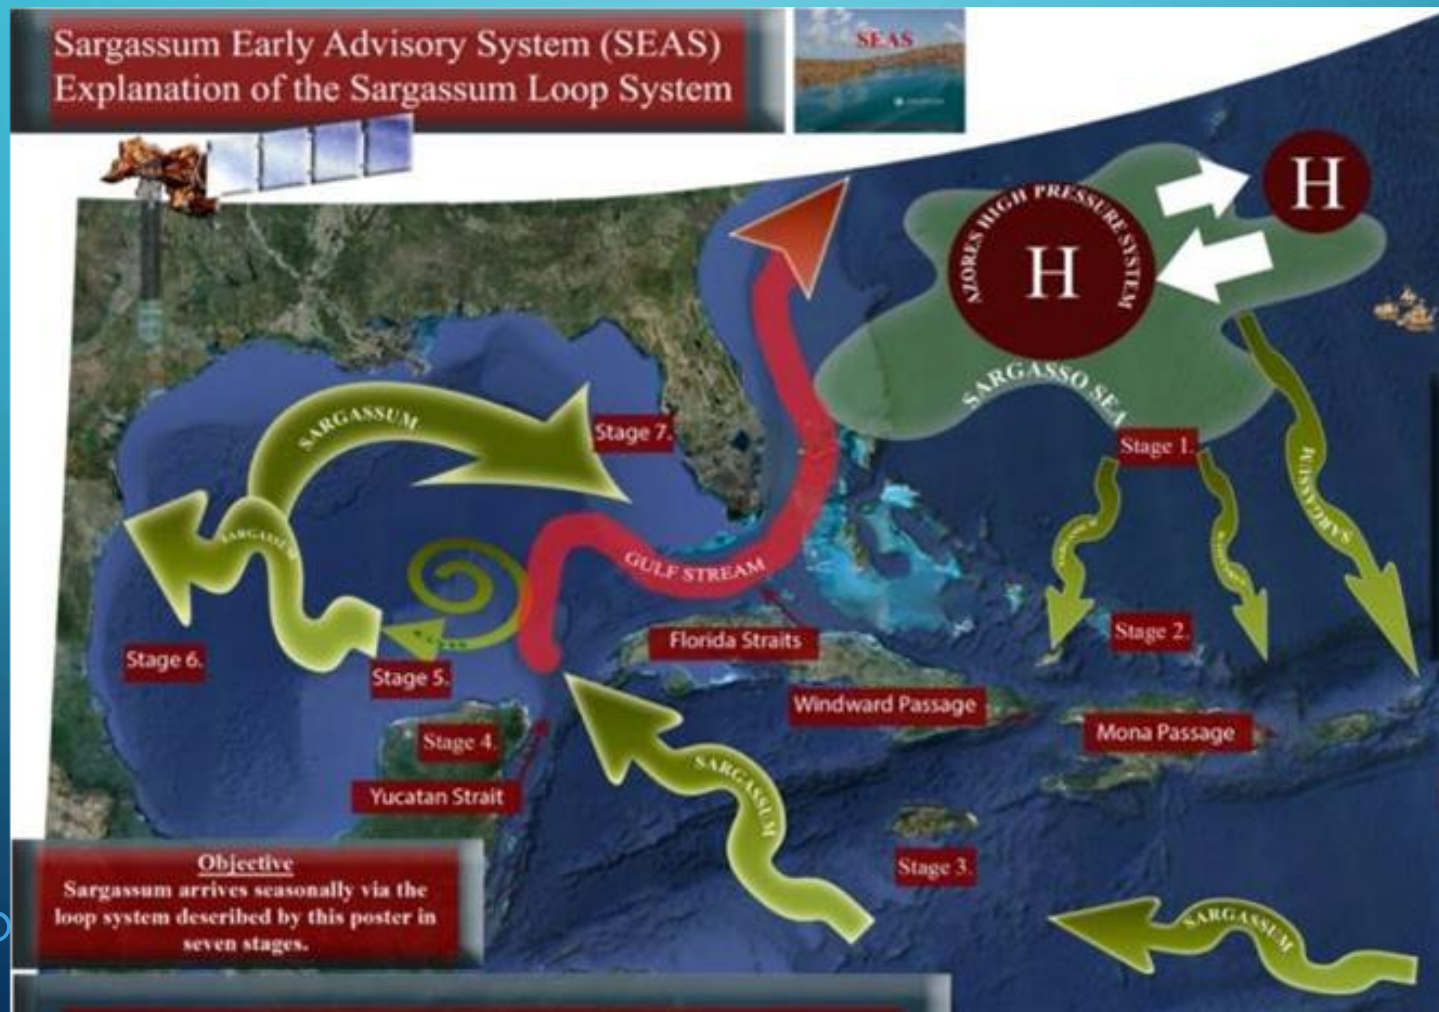 Sargassum Early Advisory System (SEAS)
Explanation of the Sargassum Loop System
SEAS
AZORES HIGH PRESSURE SYSTEM
H
H
SARGASSO SEA
Stage 1.
SARGASSUM
SARGASSUM
Stage 7.
SARGASSUM
GULF STREAM
Florida Straits
Stage 2.
Stage 6.
Stage 5.
Windward Passage
Mona Passage
Stage 4.
Yucatan Strait
SARGASSUM
Stage 3.
SARGASSUM
Objective
Sargassum arrives seasonally via the
loop system described by this poster in
seven stages.